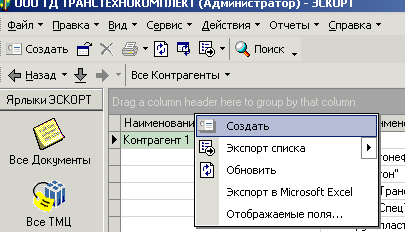 ООО ТД ТРАНСТЕХНОКОМПЛЕКТ (Администратор) - ЭСКОРТ
Файл Правка Вид Сервис Действия Отчеты Справка
Создать Поиск
Назад Все Контрагенты
Ярлыки ЭСКОРТ
Drag a column header here to group by that column
Наименовани
Контрагент 1
Создать
Экспорт списка
Обновить
Экспорт в Microsoft Excel
Отображаемые поля...
Все Документы
Все ТМЦ